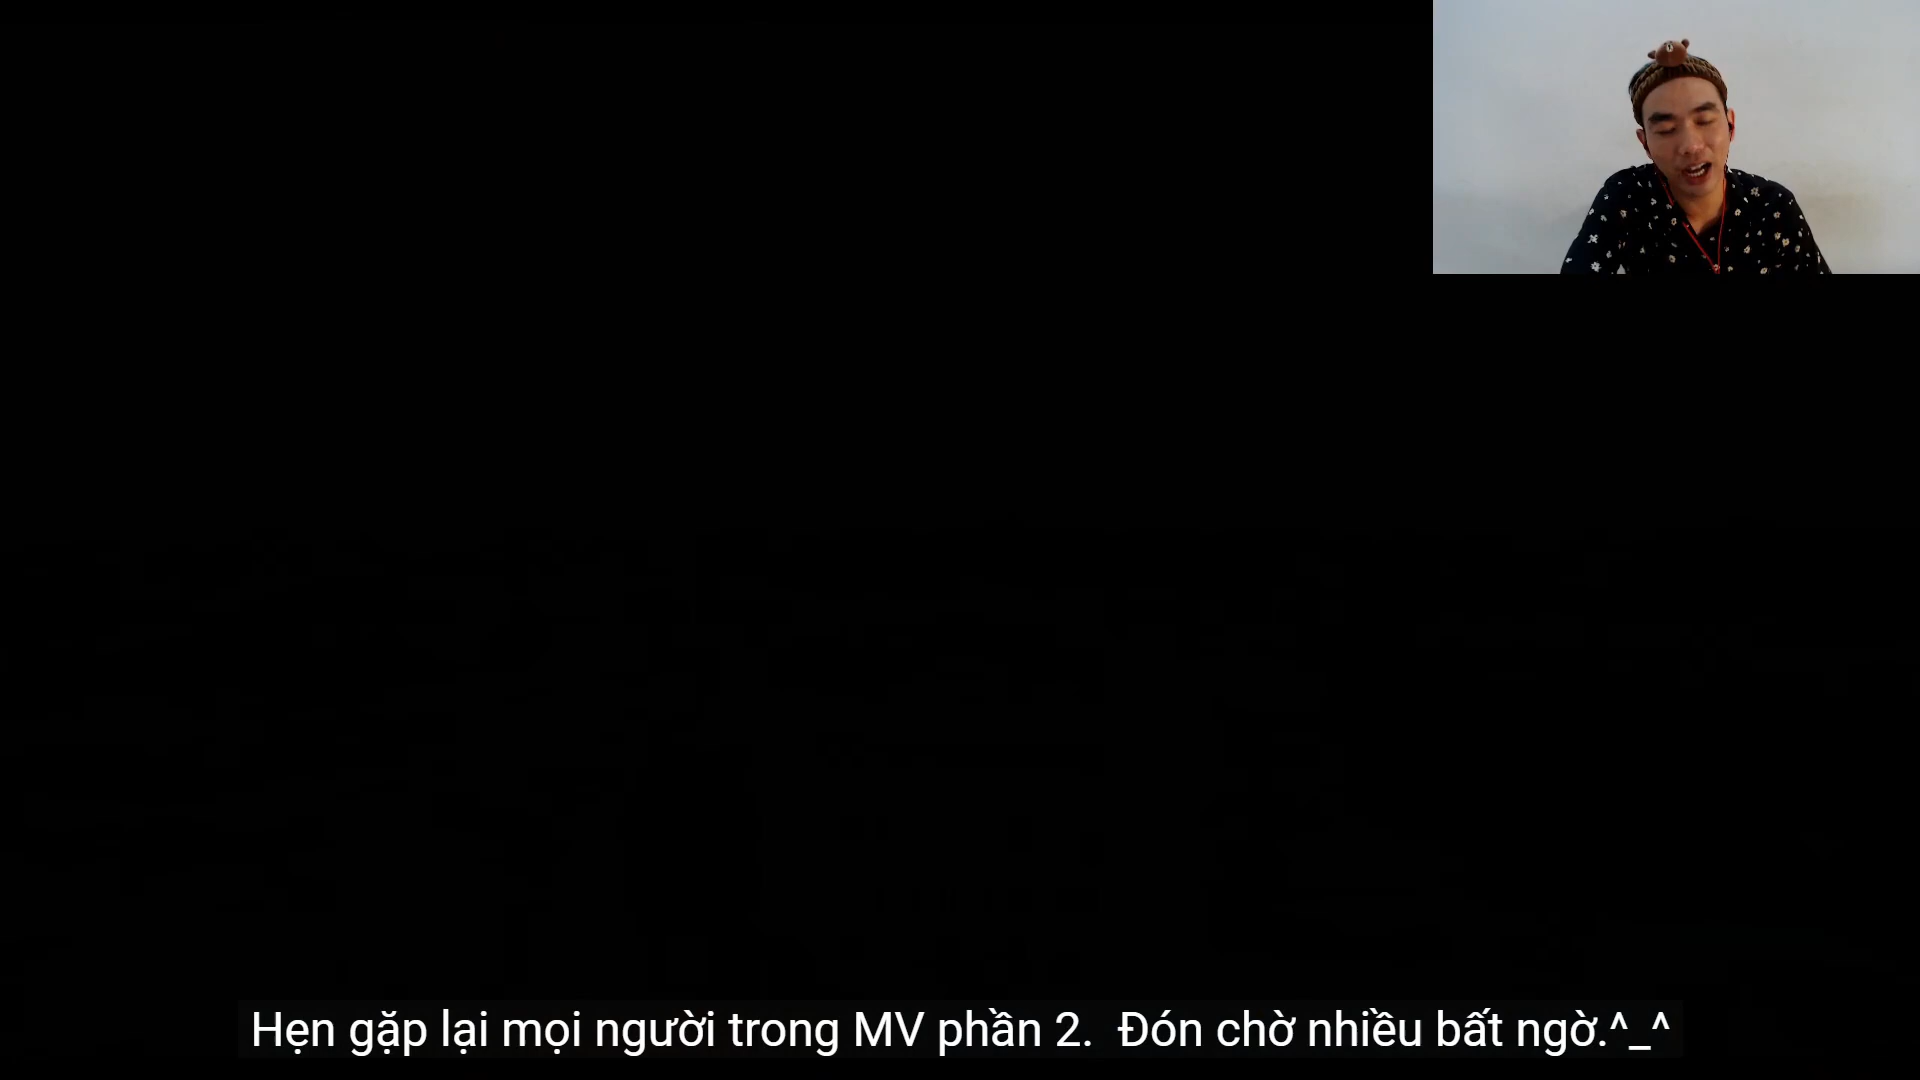 Hẹn gặp lại mọi người trong MV phần 2.  Đón chờ nhiều bất ngờ.^_^